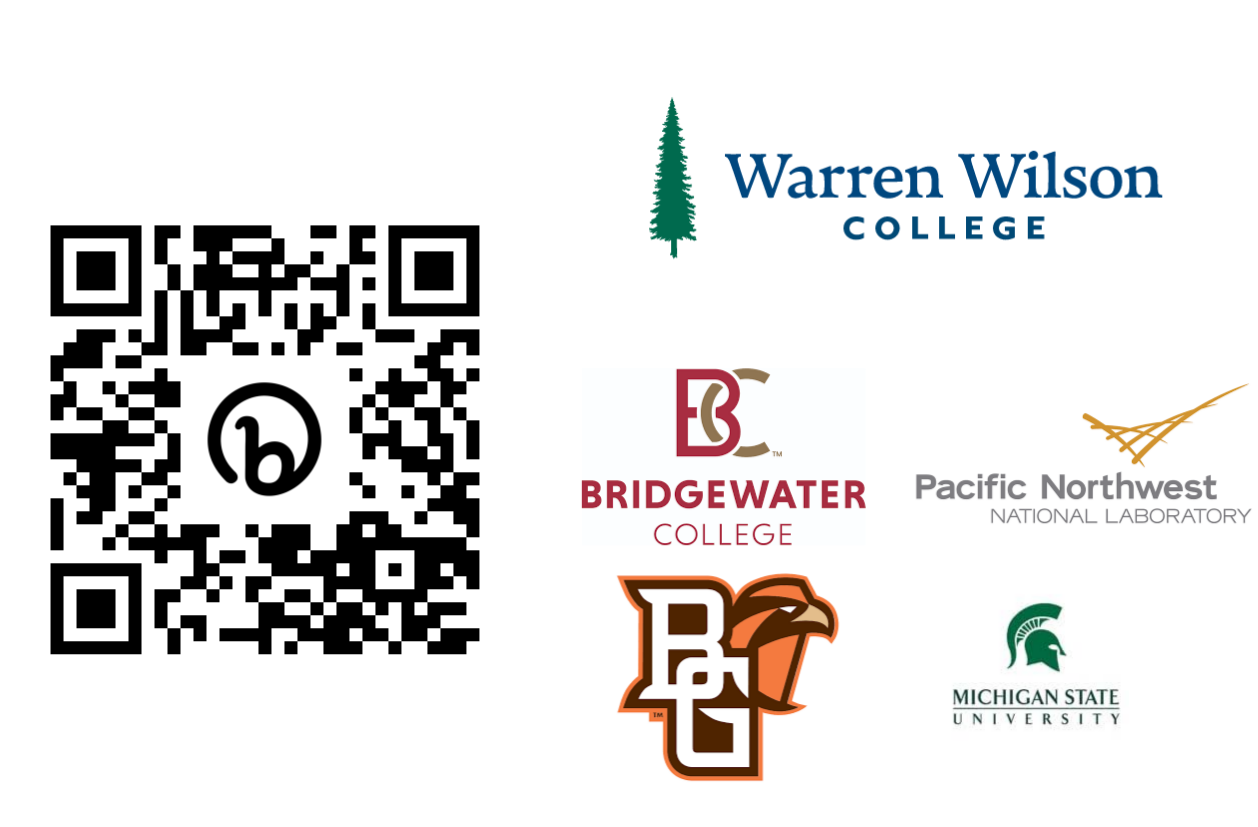 Warren Wilson
COLLEGE
b
BC™
BRIDGEWATER
COLLEGE
Pacific Northwest
NATIONAL LABORATORY
BG
™
MICHIGAN STATE
UNIVERSITY